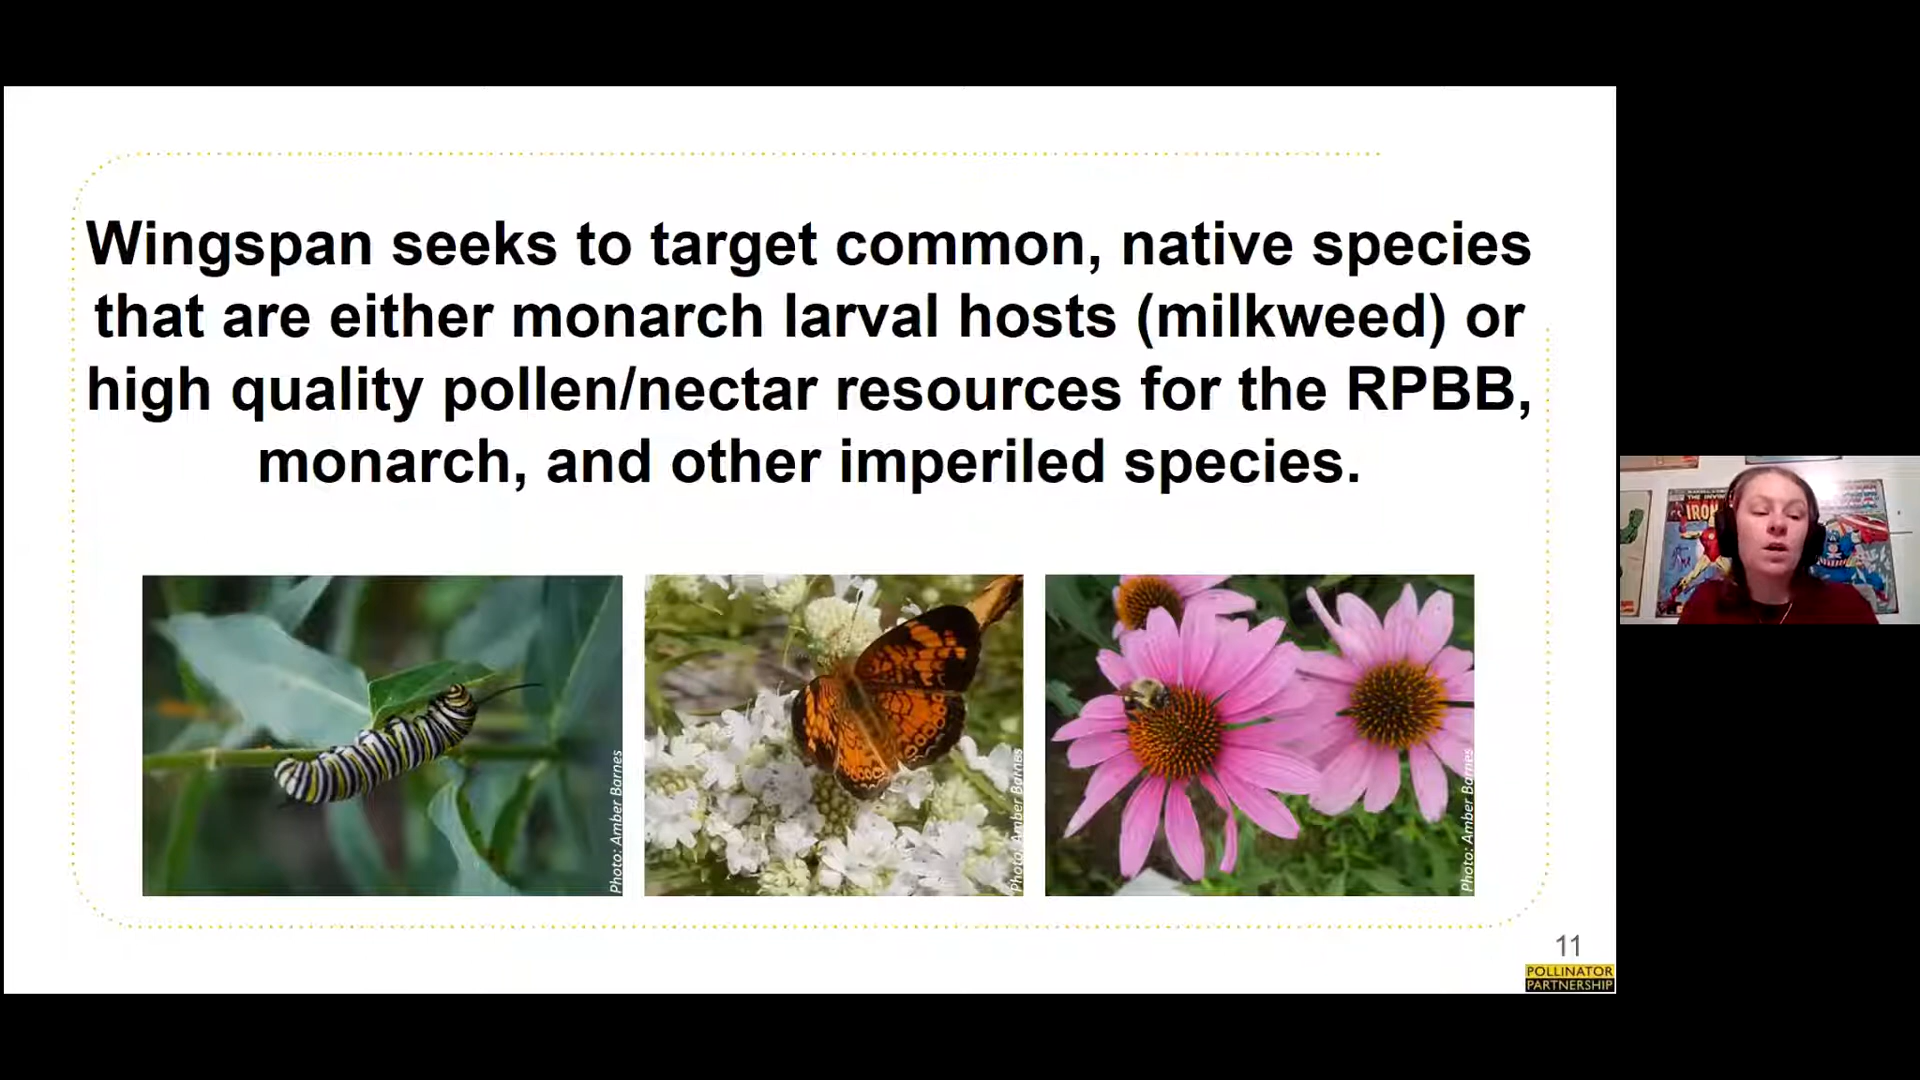 Wingspan seeks to target common, native species
that are either monarch larval hosts (milkweed) or
high quality pollen/nectar resources for the RPBB,
monarch, and other imperiled species.
Photo: Amber Barnes
Photo: Amber Barnes
Photo: Amber Barnes
11
POLLINATOR
PARTNERSHIP
IRON